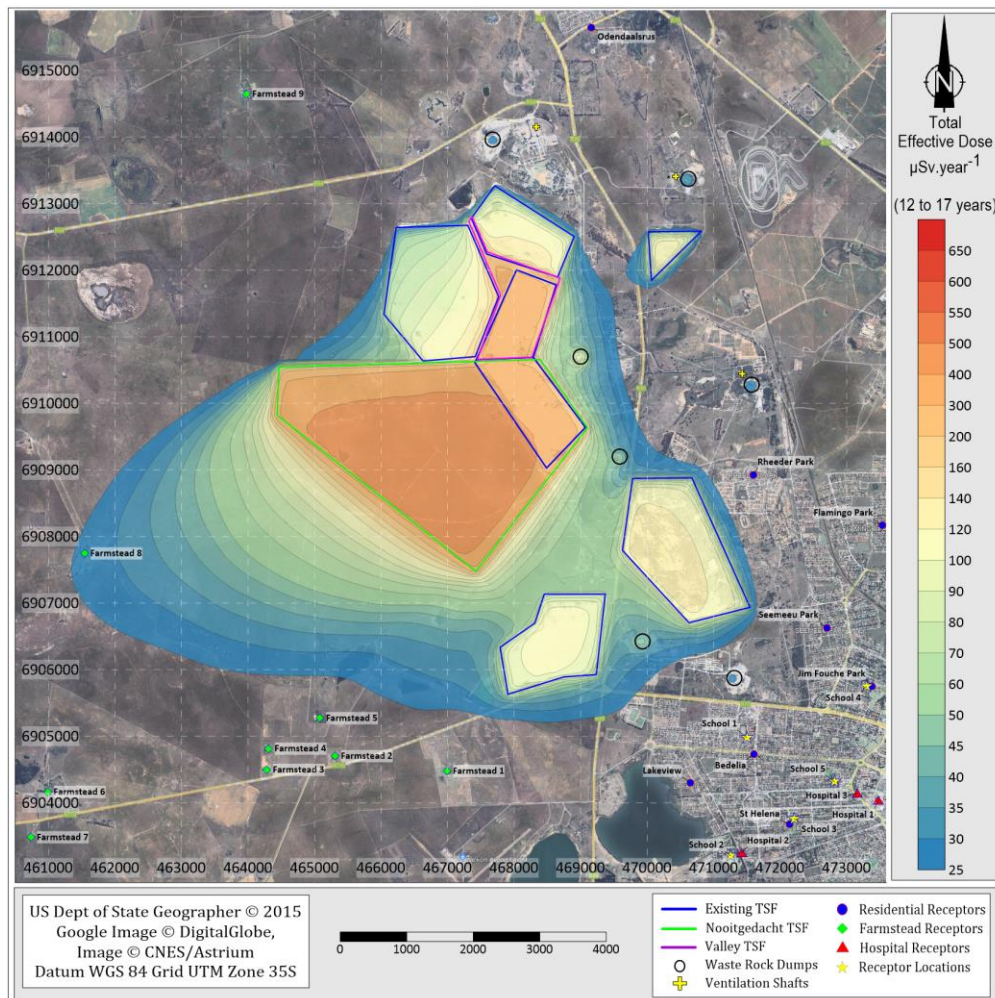 Odendaalsrus
6915000
Farmstead 9
6914000
6913000
6912000
6911000
6910000
6909000
Rheeder Park
Flamingo Park
6908000
Farmstead 8
6907000
Seemeeu Park
6906000
Jim Fouche Park
School 4
Farmstead 5
6905000
School 1
Farmstead 4
Farmstead 2
Bedelia
Farmstead 3
Farmstead 1
Lakeview
School 5
Farmstead 6
6904000
Hospital 3
Hospital 1
St Helena
School 3
Farmstead 7
School 2
Hospital 2
461000 462000 463000 464000 465000 466000 467000 468000 469000 470000 471000 472000 473000
N
Total
Effective Dose
µSv.year-1
(12 to 17 years)
650
600
550
500
400
300
200
160
140
120
100
90
80
70
60
50
45
40
35
30
25
US Dept of State Geographer © 2015
Google Image © DigitalGlobe,
Image © CNES/Astrium
Datum WGS 84 Grid UTM Zone 35S
0 1000 2000 3000 4000
Existing TSF
Nooitgedacht TSF
Valley TSF
Waste Rock Dumps
Ventilation Shafts
Residential Receptors
Farmstead Receptors
Hospital Receptors
Receptor Locations